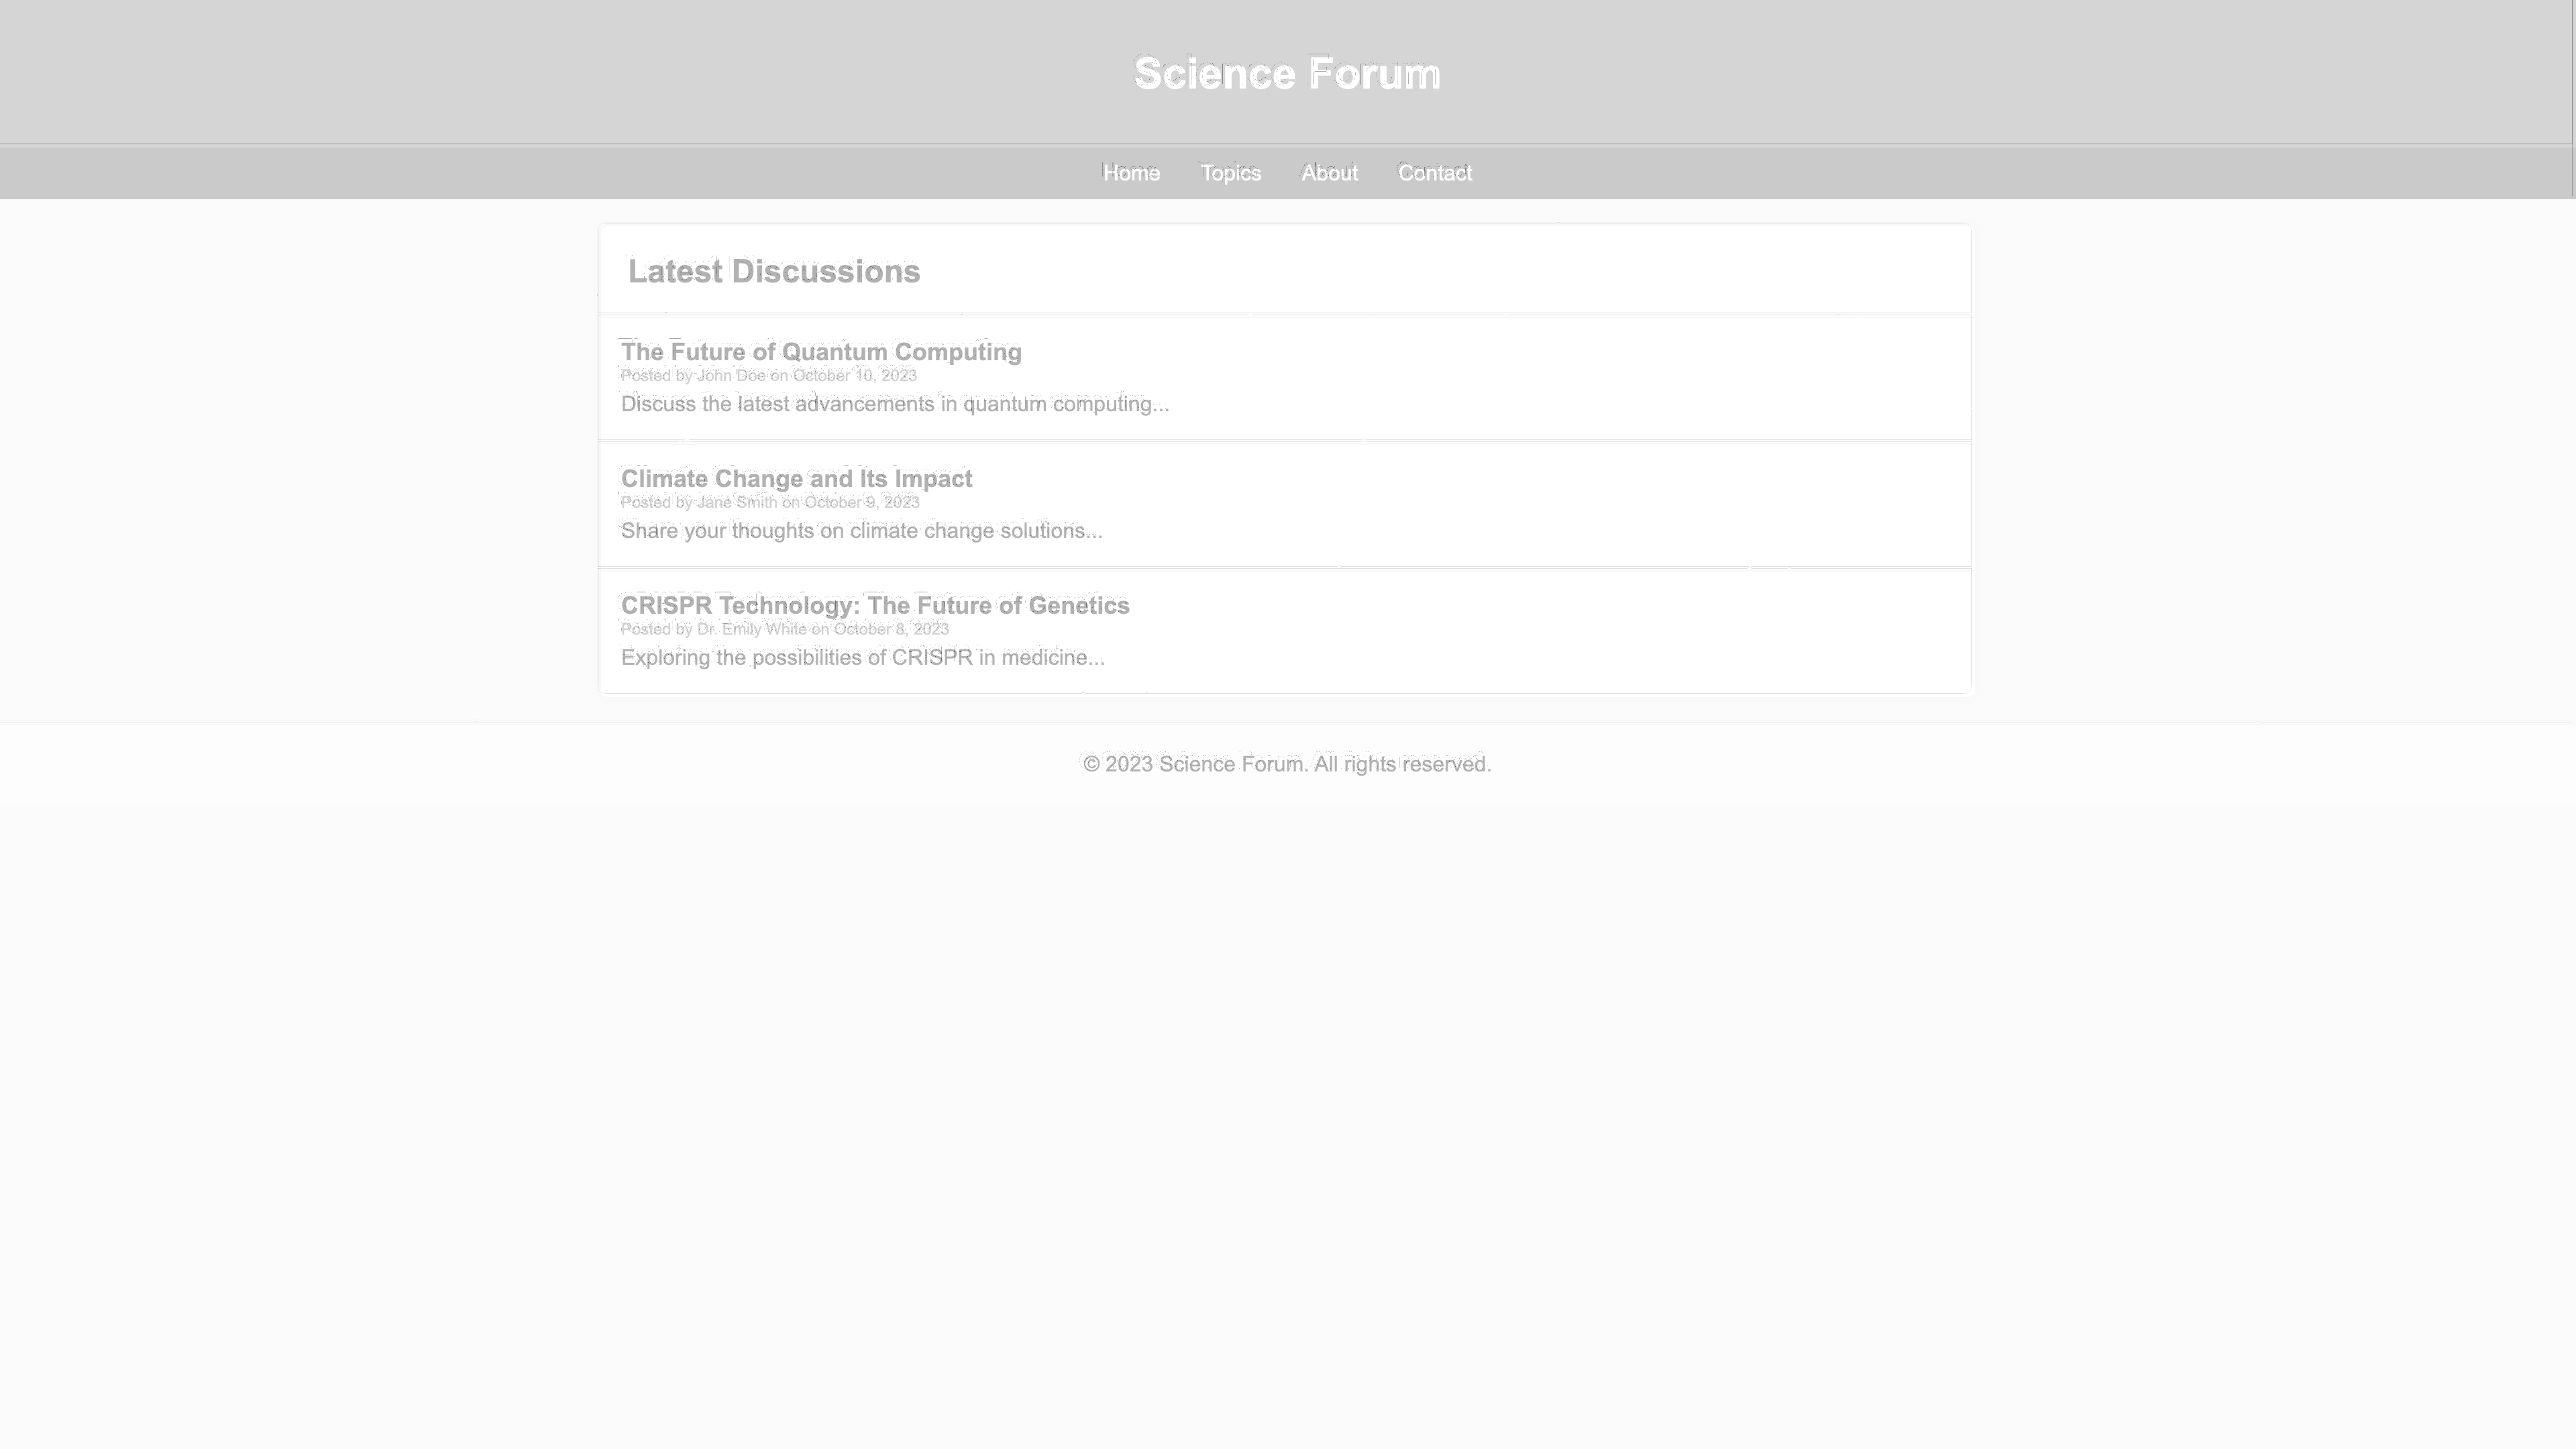 Science Forum
Home Topics About Contact
Latest Discussions
The Future of Quantum Computing
Posted by John Doe on October 10, 2023
Discuss the latest advancements in quantum computing...
Climate Change and Its Impact
Posted by Jane Smith on October 9, 2023
Share your thoughts on climate change solutions...
CRISPR Technology: The Future of Genetics
Posted by Dr. Emily White on October 8, 2023
Exploring the possibilities of CRISPR in medicine...
© 2023 Science Forum. All rights reserved.